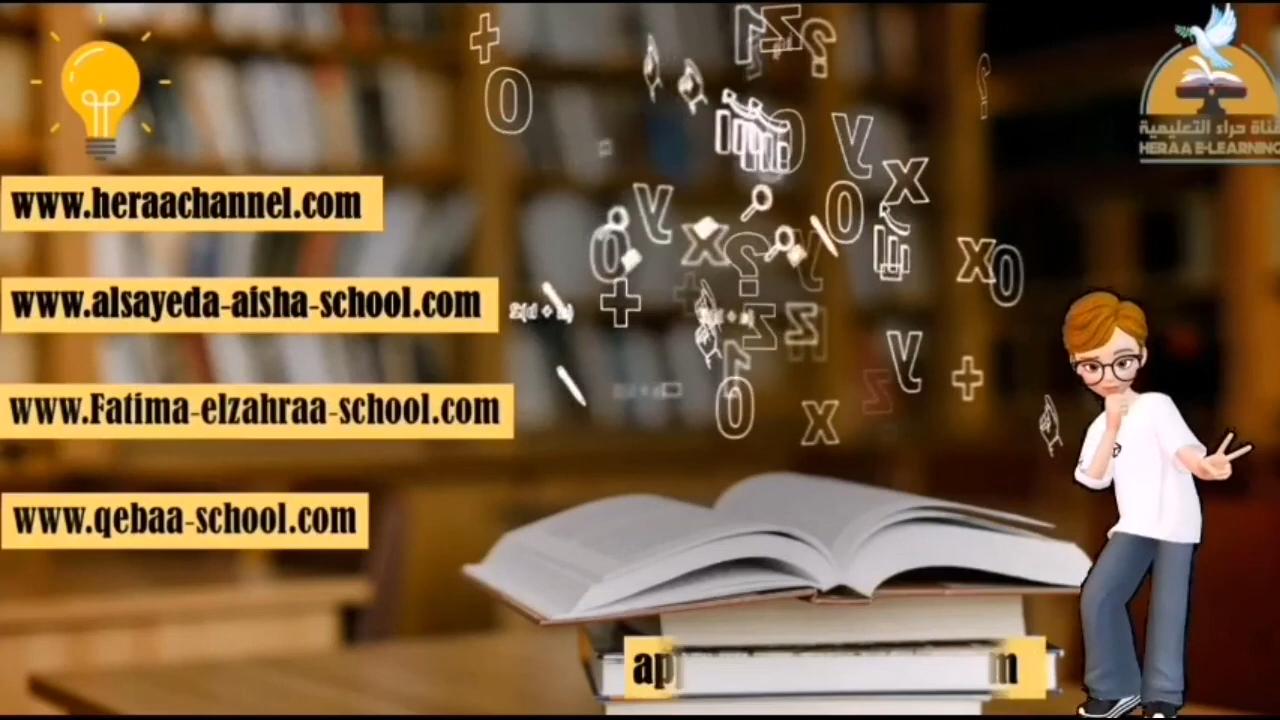 www.heraachannel.com
www.alsayeda-aisha-school.com
www.Fatima-elzahraa-school.com
www.qebaa-school.com
قناة حراء التعليمية
HERAA E-LEARNING